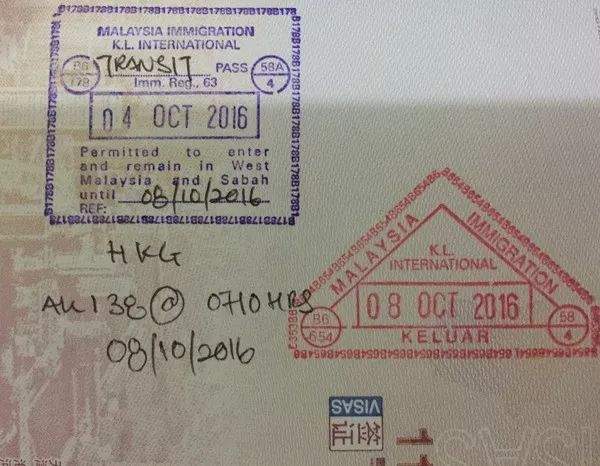 MALAYSIA IMMIGRATION
K.L. INTERNATIONAL
B6 TRANSIT PASS 58A
178 Imm. Reg., 63 4
04 OCT 2016
Permitted to enter
and remain in West
Malaysia and Sabah
until 08/10/2016
REF:
HKG
AK138@ 0710HRS
08/10/2016
MALAYSIA IMMIGRATION
K.L.
INTERNATIONAL
08 OCT 2016
B6 58
654 4
KELUAR
签证
VISAS